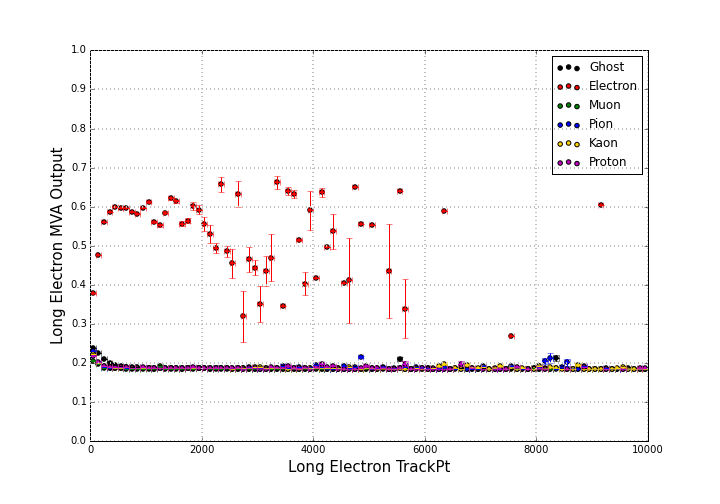 1.0
0.9
0.8
0.7
0.6
0.5
0.4
0.3
0.2
0.1
0.0
0
2000
4000
6000
8000
10000
Long Electron MVA Output
Long Electron TrackPt
Ghost
Electron
Muon
Pion
Kaon
Proton